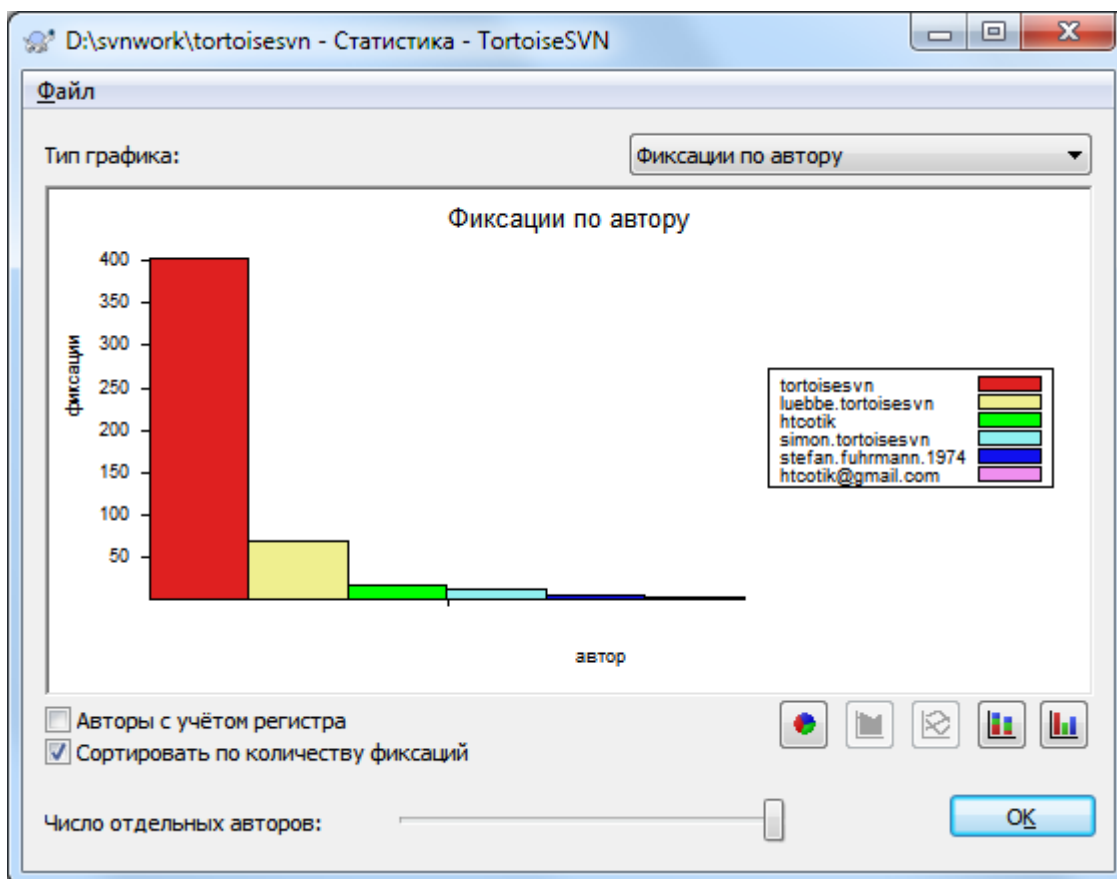 D:\svnwork\tortoisesvn - Статистика - TortoiseSVN
Файл
Тип графика:
Фиксации по автору
Фиксации по автору
400
350
300
250
200
150
100
50
фиксации
автор
tortoisesvn
luebbe.tortoisesvn
htcotik
simon.tortoisesvn
stefan.fuhrmann.1974
htcotik@gmail.com
Авторы с учётом регистра
Сортировать по количеству фиксаций
Число отдельных авторов:
OK